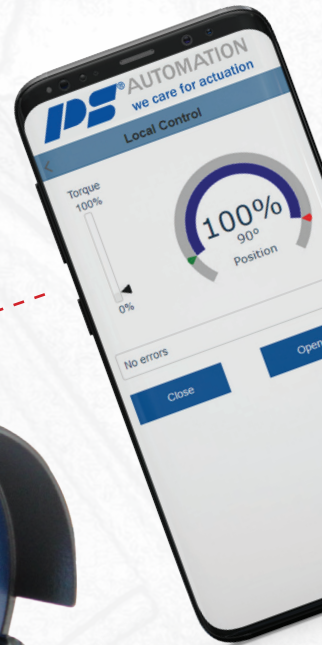 PS® AUTOMATION
we care for actuation
Local Control
Torque
100%
0%
100%
90°
Position
No errors
Close
Open